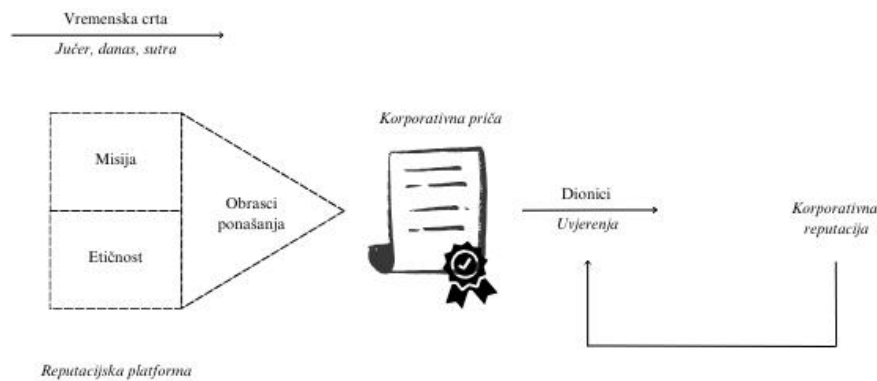 Vremenska crta
Jučer, danas, sutra
Korporativna priča
Misija
Obrasci
ponašanja
Etičnost
Dionici
Uvjerenja
Korporativna
reputacija
Reputacijska platforma